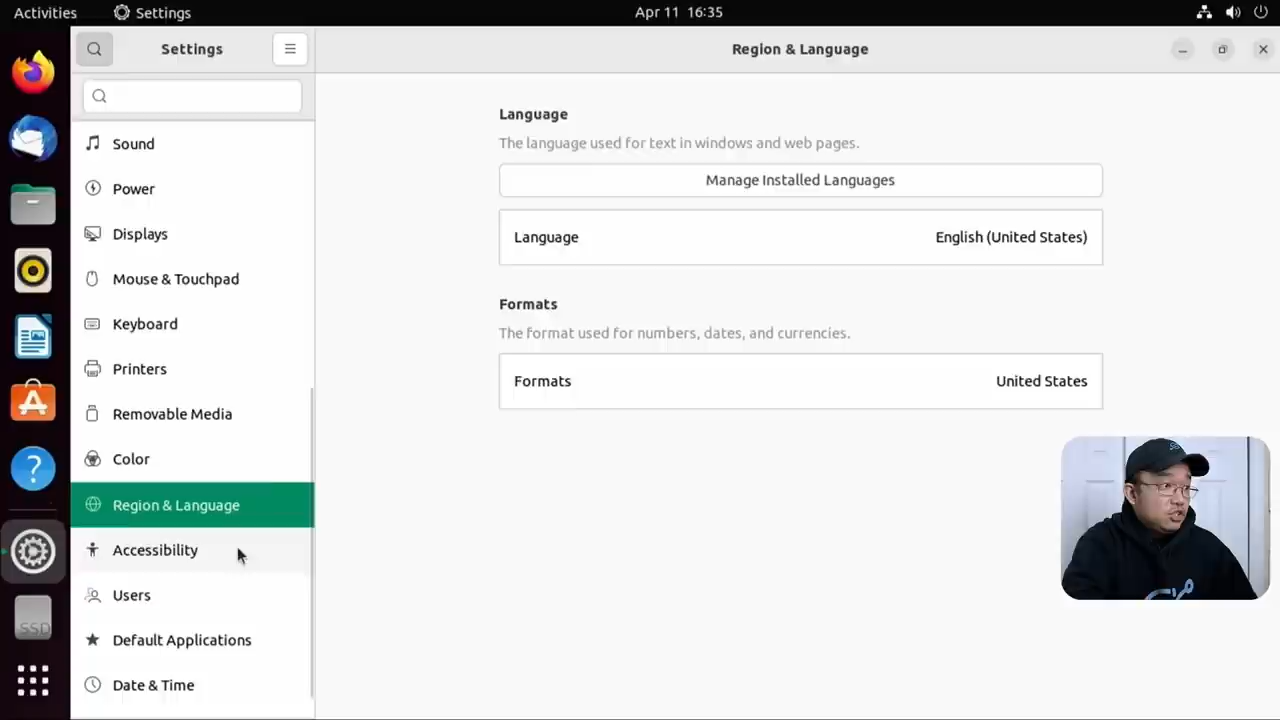 Activities
Settings
Apr 11 16:35
Settings
Region & Language
Sound
Power
Displays
Mouse & Touchpad
Keyboard
Printers
Removable Media
Color
Region & Language
Accessibility
Users
Default Applications
Date & Time
Language
The language used for text in windows and web pages.
Manage Installed Languages
Language
English (United States)
Formats
The format used for numbers, dates, and currencies.
Formats
United States
SSD